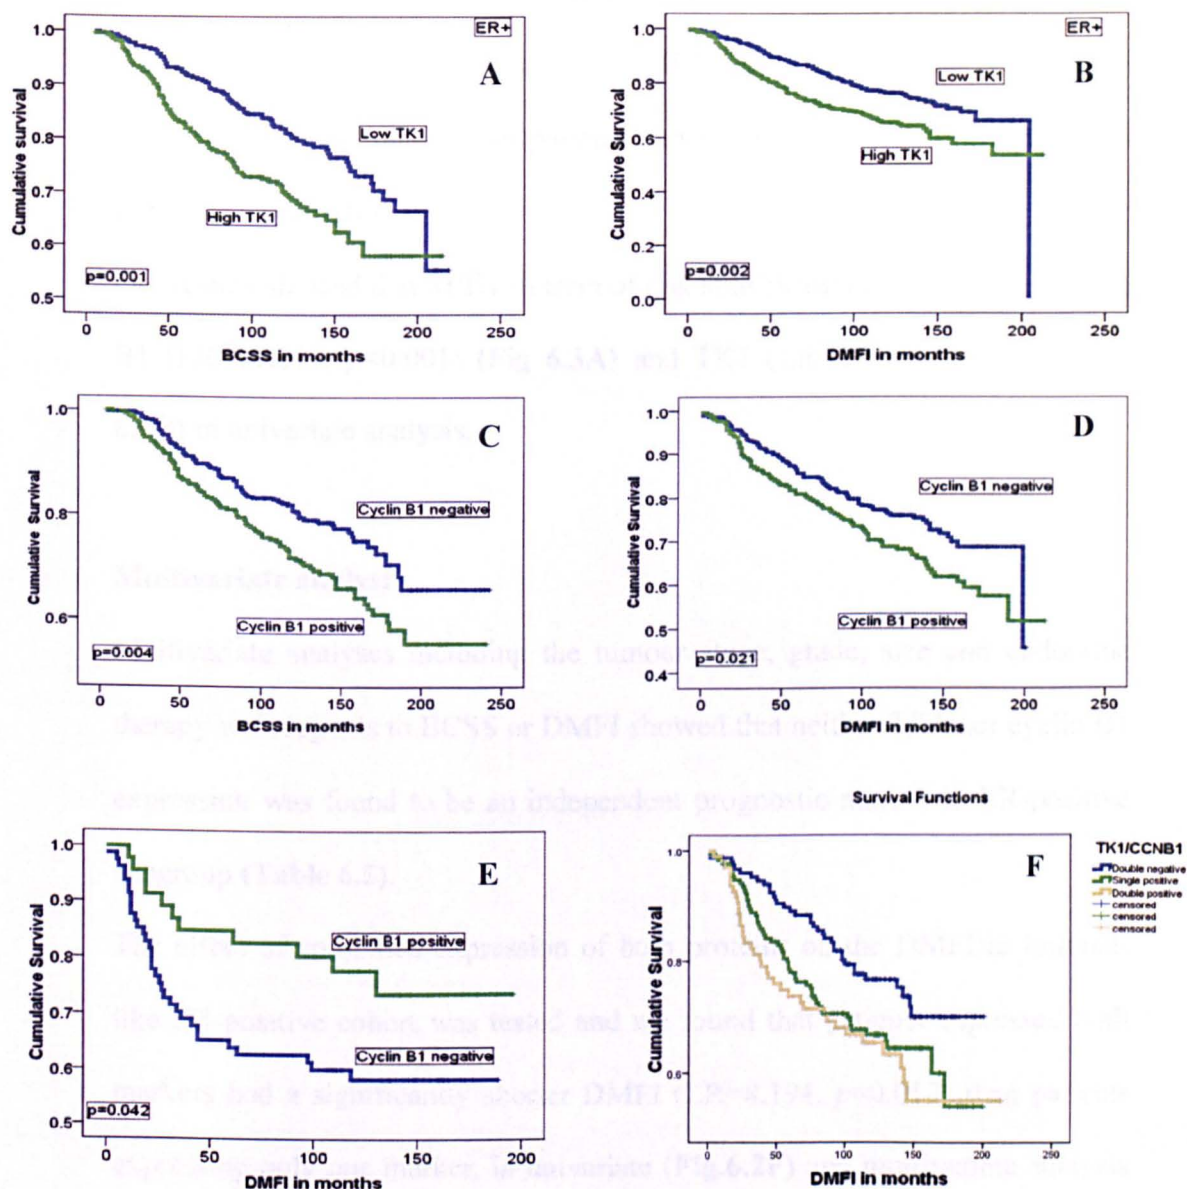 ER+
A
1.0
0.9
0.8
0.7
0.6
0.5
Cumulative Survival
Low TK1
High TK1
p=0.001
0 50 100 150 200 250
BCSS in months
ER+
B
1.0
0.8
0.6
0.4
0.2
0.0
Cumulative Survival
Low TK1
High TK1
p=0.002
0 50 100 150 200 250
DMFI in months
C
1.0
0.8
0.6
Cumulative Survival
Cyclin B1 negative
Cyclin B1 positive
p=0.004
0 50 100 150 200 250
BCSS in months
D
1.0
0.9
0.8
0.7
0.6
0.5
0.4
Cumulative Survival
Cyclin B1 negative
Cyclin B1 positive
p=0.021
0 50 100 150 200 250
DMFI in months
E
1.0
0.9
0.8
0.7
0.6
0.5
Cumulative Survival
Cyclin B1 positive
Cyclin B1 negative
p=0.042
0 50 100 150 200
DMFI in months
Survival Functions
F
1.0
Cumulative Survival
0 50 100 150 200 250
DMFI in months
TK1/CCNB1
Double negative
Single positive
Double positive
censored
censored
censored